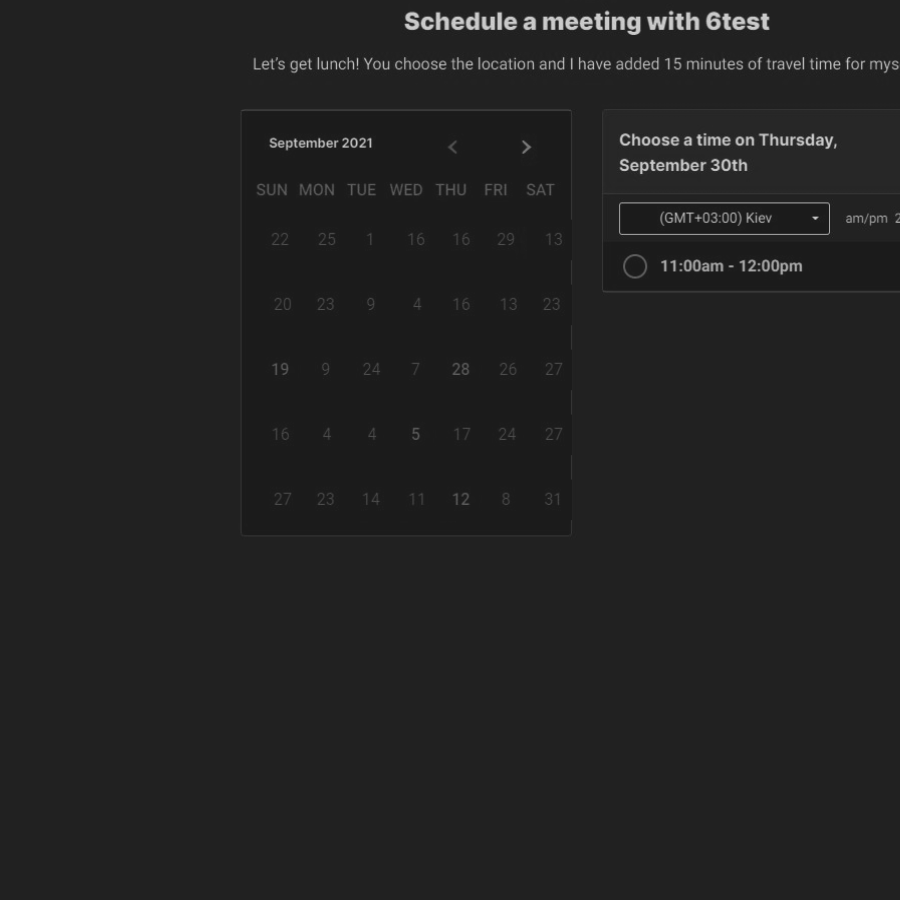 Schedule a meeting with 6test
Let's get lunch! You choose the location and I have added 15 minutes of travel time for mys
September 2021
SUN MON TUE WED THU FRI SAT
22 25 1 16 16 29 13
20 23 9 4 16 13 23
19 9 24 7 28 26 27
16 4 4 5 17 24 27
27 23 14 11 12 8 31
Choose a time on Thursday,
September 30th
(GMT+03:00) Kiev am/pm 2
11:00am - 12:00pm